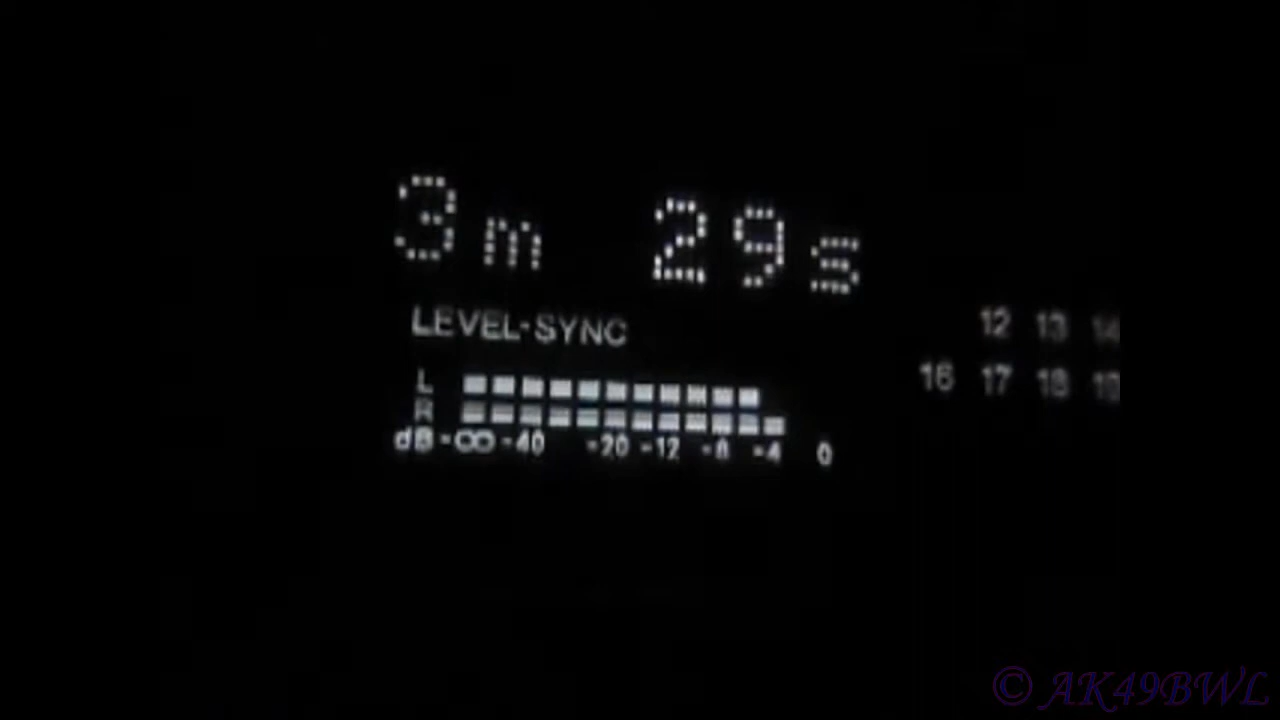 3m 29s
LEVEL-SYNC
12 13 14
16 17 18 19
L
R
dB -∞ -40 -20 -12 -8 -4 0
© AK49BWL